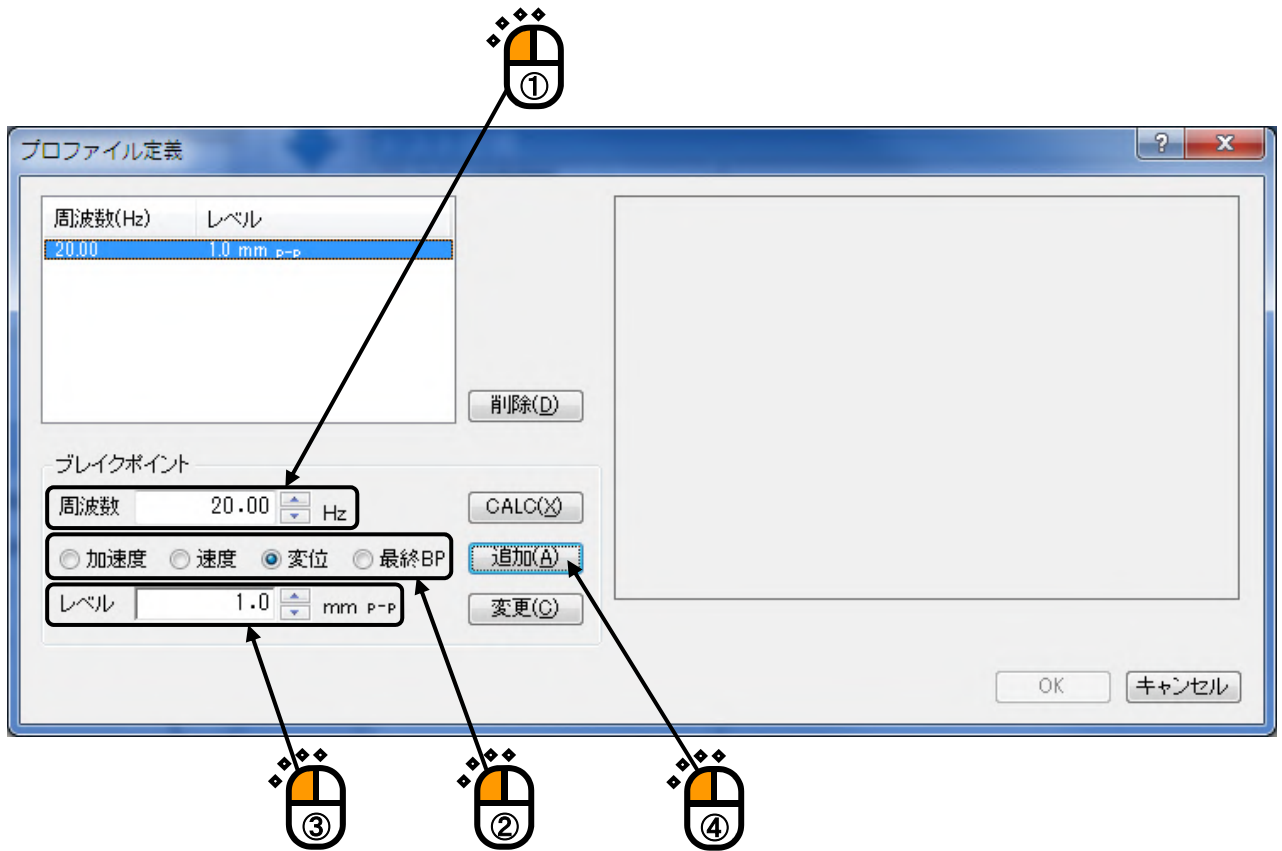 ①
プロファイル定義
?
周波数(Hz) レベル
20.00 1.0 mm p-p
削除(D)
ブレイクポイント
周波数 20.00 Hz
CALC(X)
加速度 速度 変位 最終BP
追加(A)
レベル 1.0 mm p-p
変更(C)
OK キャンセル
③ ② ④